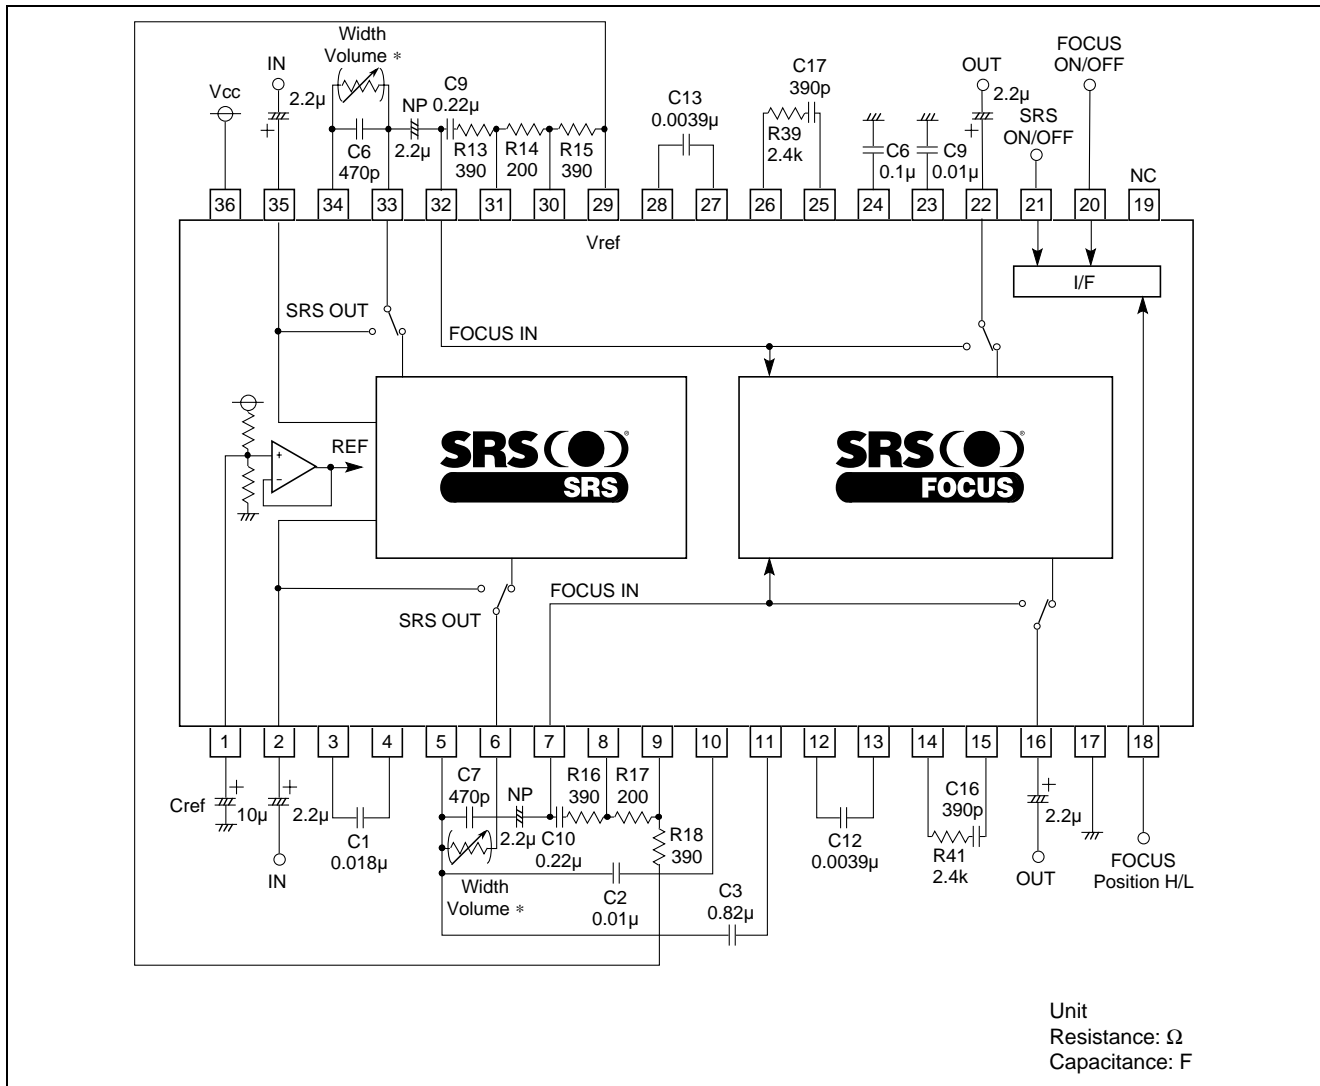 Width
Volume *
IN
Vcc
2.2µ
+
NP
C9
0.22µ
C6
470p
2.2µ
R13
390
R14
200
R15
390
C13
0.0039µ
C17
390p
R39
2.4k
C6
0.1µ
C9
0.01µ
OUT
2.2µ
+
SRS
ON/OFF
FOCUS
ON/OFF
NC
36
35
34
33
32
31
30
29
28
27
26
25
24
23
22
21
20
19
Vref
I/F
SRS OUT
FOCUS IN
REF
+
−
SRS ®
SRS
SRS ®
FOCUS
SRS OUT
FOCUS IN
1
2
3
4
5
6
7
8
9
10
11
12
13
14
15
16
17
18
Cref
+
10µ
+
2.2µ
IN
C1
0.018µ
C7
470p
NP
2.2µ
C10
0.22µ
R16
390
R17
200
R18
390
Width
Volume *
C2
0.01µ
C3
0.82µ
C12
0.0039µ
C16
390p
R41
2.4k
+
2.2µ
OUT
FOCUS
Position H/L
Unit
Resistance: Ω
Capacitance: F